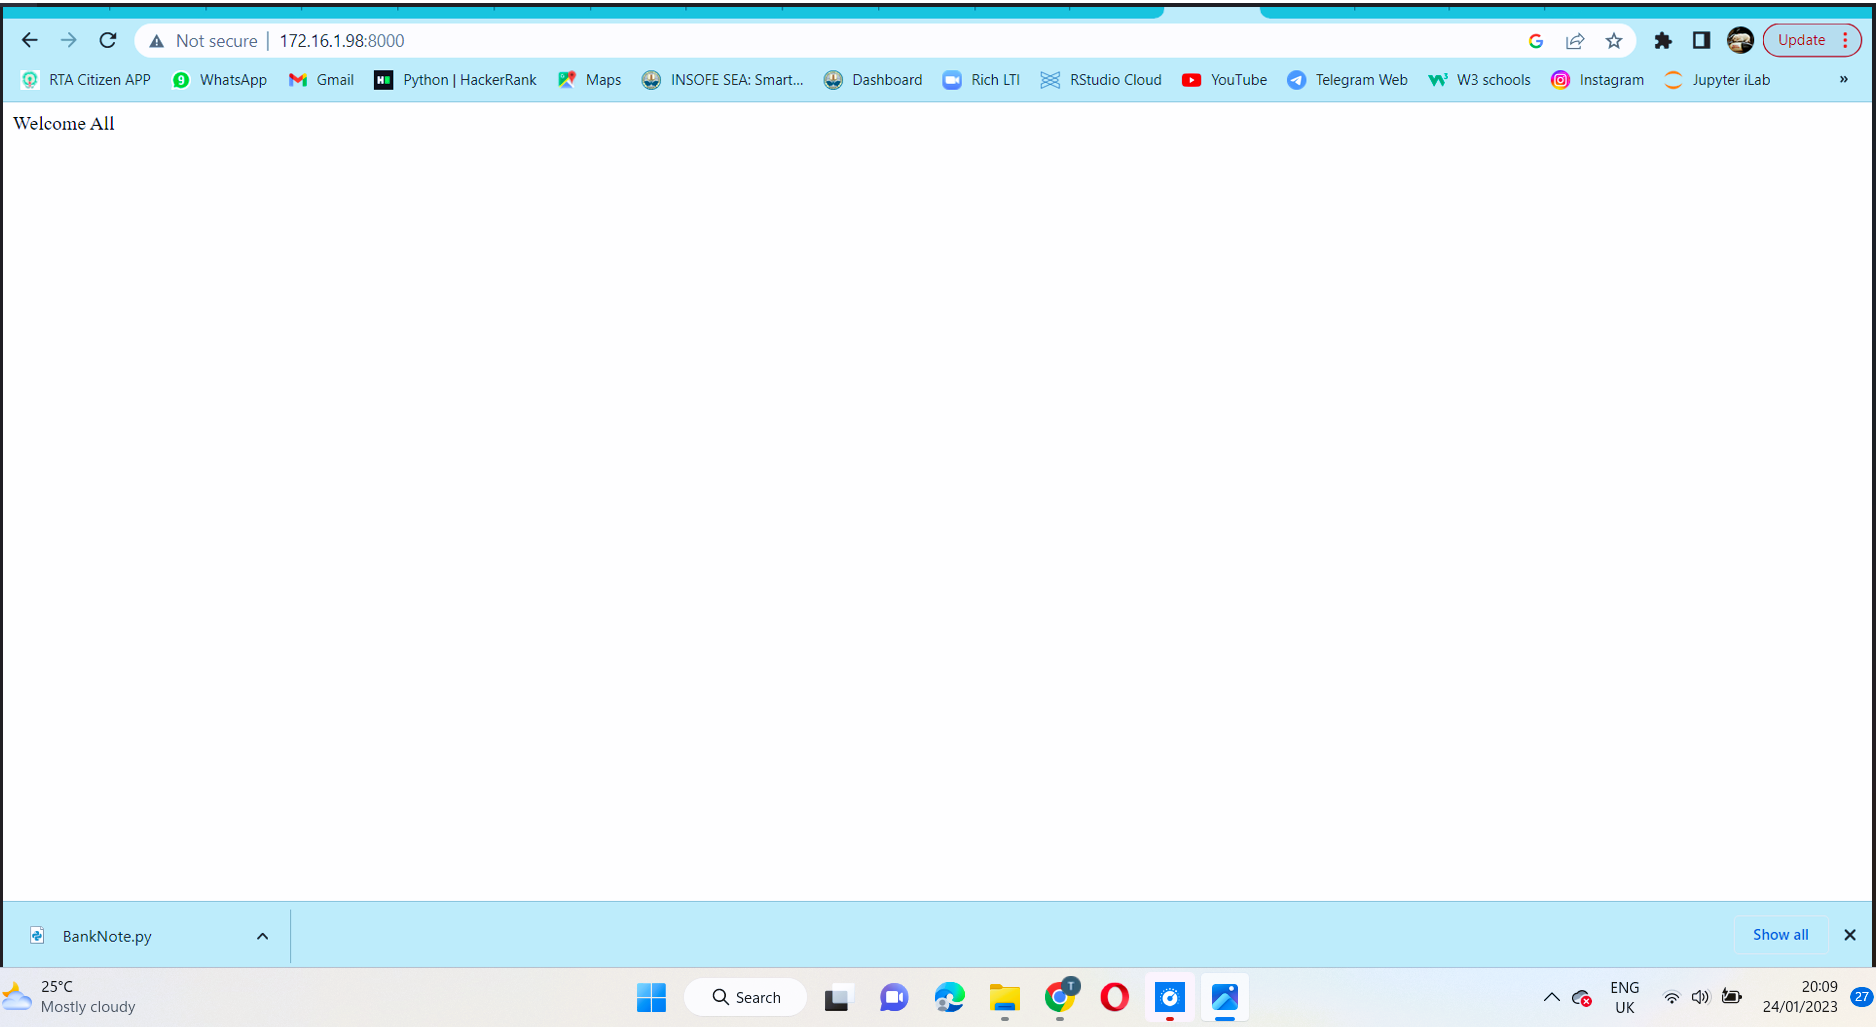 Not secure | 172.16.1.98:8000
Update
RTA Citizen APP WhatsApp Gmail Python | HackerRank Maps INSOFE SEA: Smart... Dashboard Rich LTI RStudio Cloud YouTube Telegram Web W3 schools Instagram Jupyter iLab »
Welcome All
BankNote.py
Show all
25°C
Mostly cloudy
Search
T
ENG
UK
20:09
24/01/2023
27